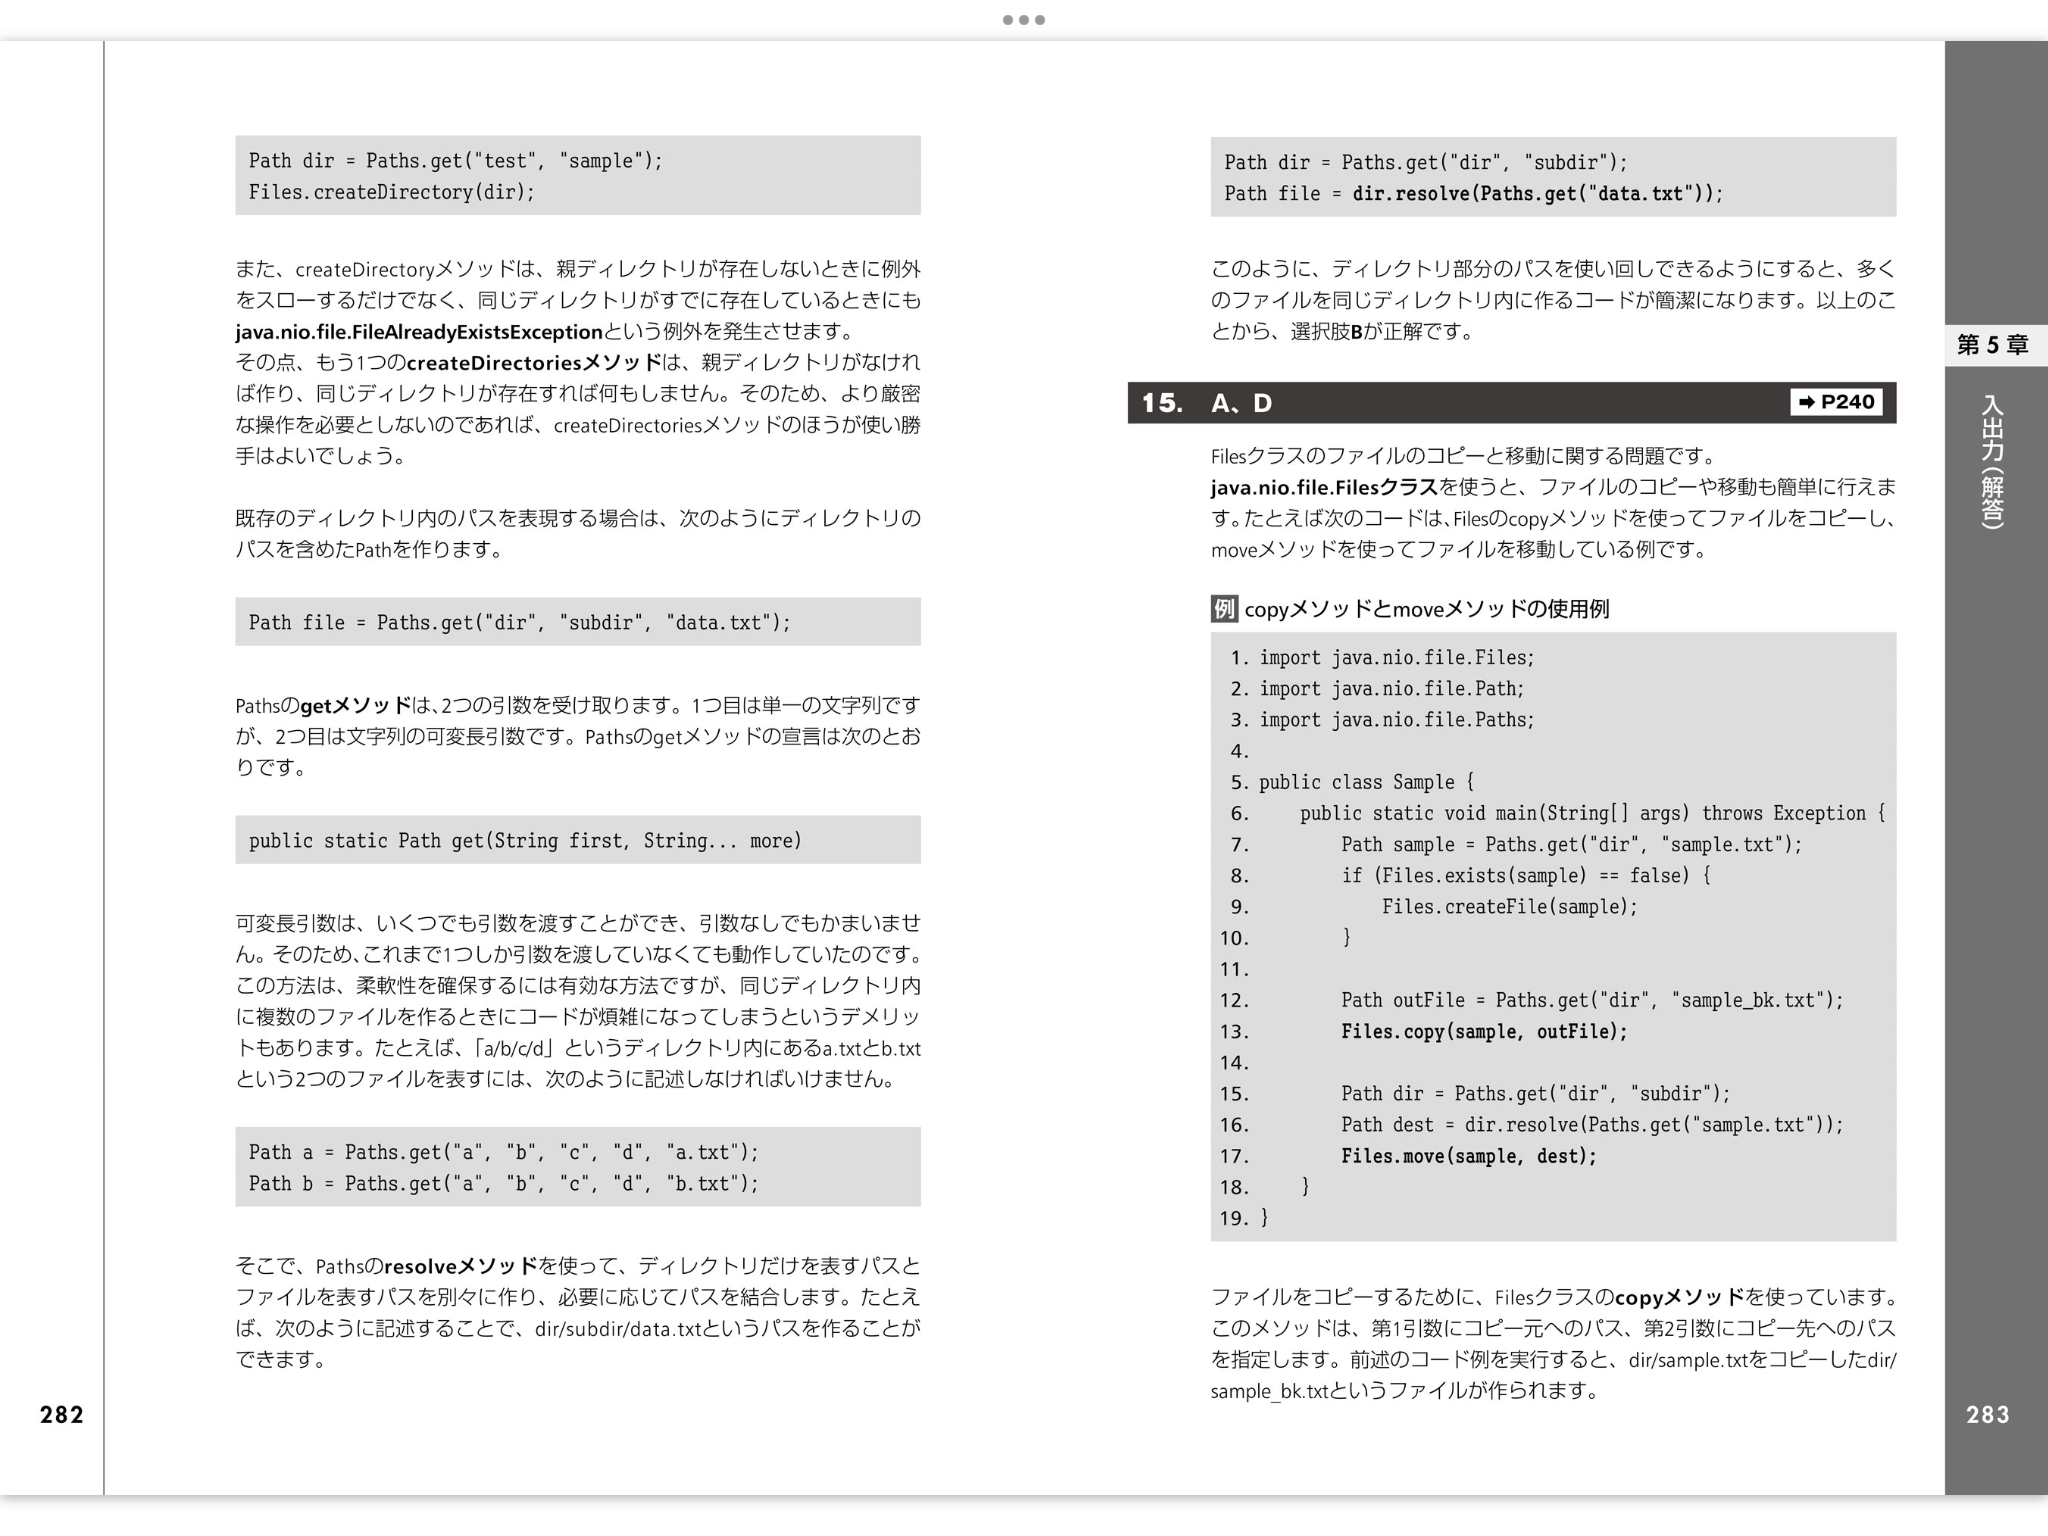 Path dir = Paths.get("test", "sample");
Files.createDirectory(dir);
また、createDirectoryメソッドは、親ディレクトリが存在しないときに例外
をスローするだけでなく、同じディレクトリがすでに存在しているときにも
java.nio.file.FileAlreadyExistsExceptionという例外を発生させます。
その点、もう1つのcreateDirectoriesメソッドは、親ディレクトリがなけれ
ば作り、同じディレクトリが存在すれば何もしません。そのため、より厳密
な操作を必要としないのであれば、createDirectoriesメソッドのほうが使い勝
手はよいでしょう。
既存のディレクトリ内のパスを表現する場合は、次のようにディレクトリの
パスを含めたPathを作ります。
Path file = Paths.get("dir", "subdir", "data.txt");
Pathsのgetメソッドは、2つの引数を受け取ります。1つ目は単一の文字列です
が、2つ目は文字列の可変長引数です。Pathsのgetメソッドの宣言は次のとお
りです。
public static Path get(String first, String... more)
可変長引数は、いくつでも引数を渡すことができ、引数なしでもかまいませ
ん。そのため、これまで1つしか引数を渡していなくても動作していたのです。
この方法は、柔軟性を確保するには有効な方法ですが、同じディレクトリ内
に複数のファイルを作るときにコードが煩雑になってしまうというデメリッ
トもあります。たとえば、「a/b/c/d」というディレクトリ内にあるa.txtとb.txt
という2つのファイルを表すには、次のように記述しなければいけません。
Path a = Paths.get("a", "b", "c", "d", "a.txt");
Path b = Paths.get("a", "b", "c", "d", "b.txt");
そこで、Pathsのresolveメソッドを使って、ディレクトリだけを表すパスと
ファイルを表すパスを別々に作り、必要に応じてパスを結合します。たとえ
ば、次のように記述することで、dir/subdir/data.txtというパスを作ることが
できます。
282
Path dir = Paths.get("dir", "subdir");
Path file = dir.resolve(Paths.get("data.txt"));
このように、ディレクトリ部分のパスを使い回しできるようにすると、多く
のファイルを同じディレクトリ内に作るコードが簡潔になります。以上のこ
とから、選択肢Bが正解です。
15. A、D ➡ P240
Filesクラスのファイルのコピーと移動に関する問題です。
java.nio.file.Filesクラスを使うと、ファイルのコピーや移動も簡単に行えま
す。たとえば次のコードは、Filesのcopyメソッドを使ってファイルをコピーし、
moveメソッドを使ってファイルを移動している例です。
例 copyメソッドとmoveメソッドの使用例
1. import java.nio.file.Files;
2. import java.nio.file.Path;
3. import java.nio.file.Paths;
4.
5. public class Sample {
6.     public static void main(String[] args) throws Exception {
7.         Path sample = Paths.get("dir", "sample.txt");
8.         if (Files.exists(sample) == false) {
9.             Files.createFile(sample);
10.         }
11.
12.         Path outFile = Paths.get("dir", "sample_bk.txt");
13.         Files.copy(sample, outFile);
14.
15.         Path dir = Paths.get("dir", "subdir");
16.         Path dest = dir.resolve(Paths.get("sample.txt"));
17.         Files.move(sample, dest);
18.     }
19. }
ファイルをコピーするために、Filesクラスのcopyメソッドを使っています。
このメソッドは、第1引数にコピー元へのパス、第2引数にコピー先へのパス
を指定します。前述のコード例を実行すると、dir/sample.txtをコピーしたdir/
sample_bk.txtというファイルが作られます。
第5章
入出力（解答）
283